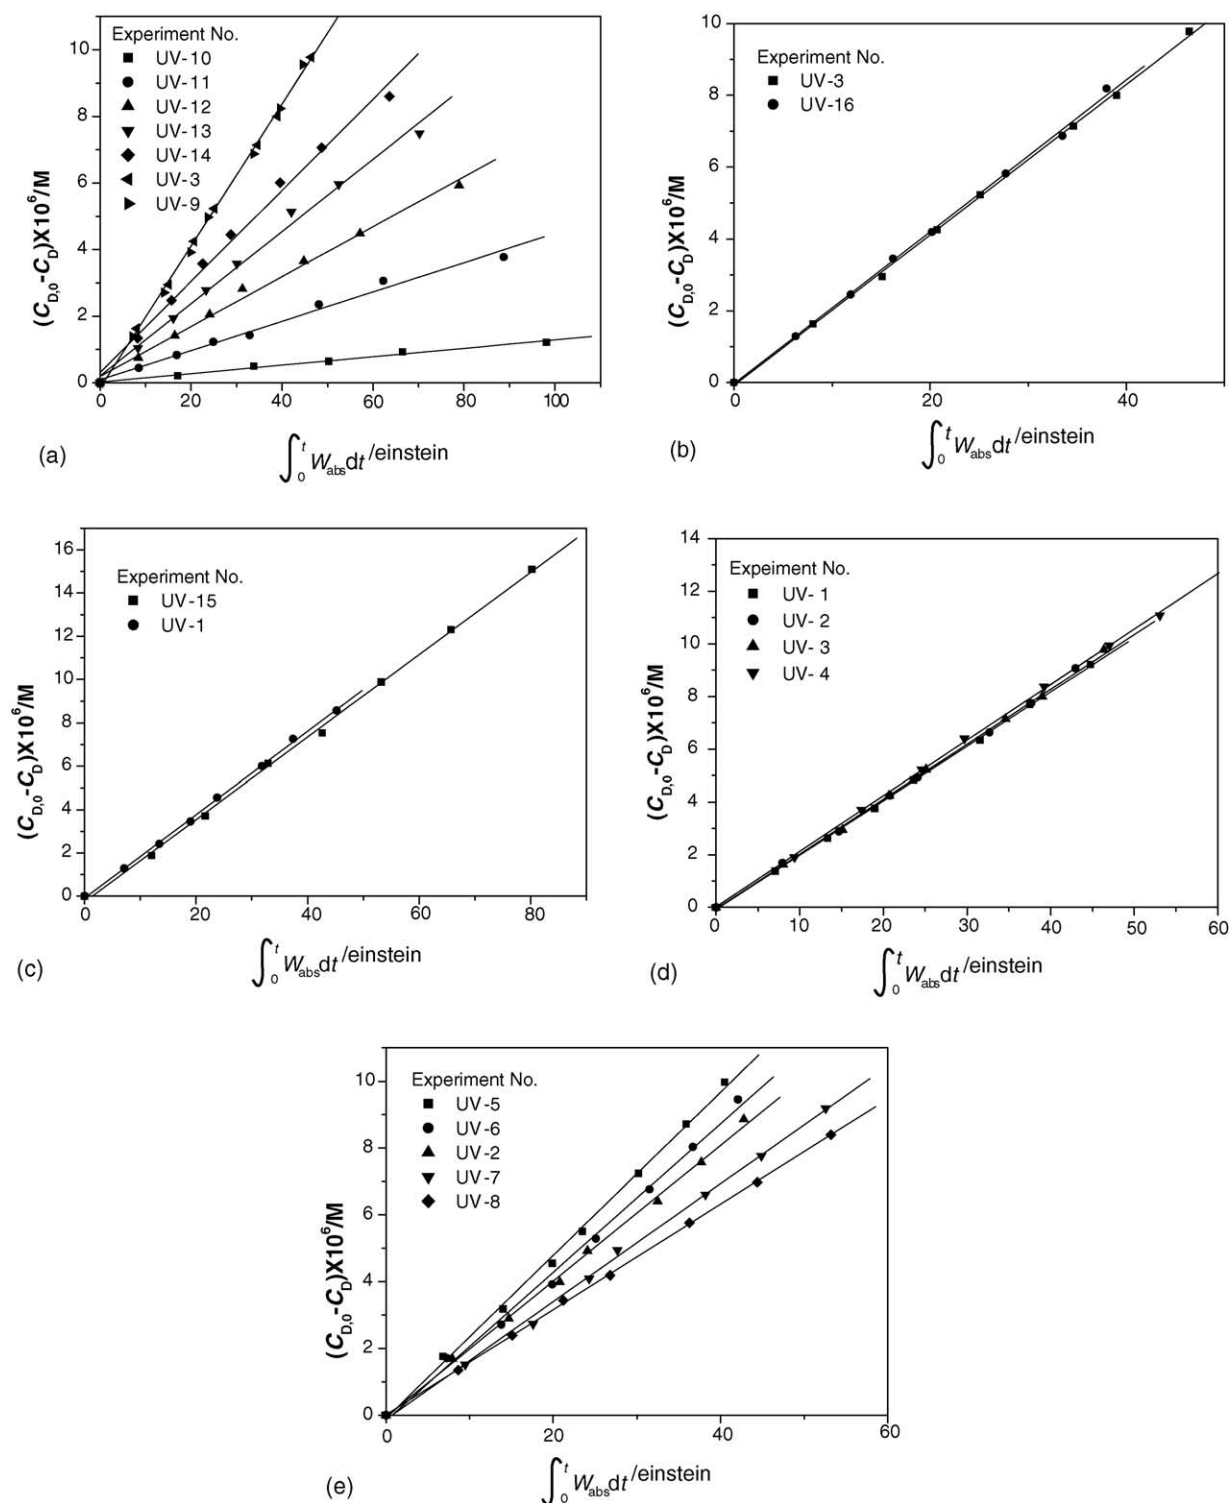 Experiment No.
UV-10
UV-11
UV-12
UV-13
UV-14
UV-3
UV-9
10
8
6
4
2
0
(C_D,0-C_D)X10^6/M
0 20 40 60 80 100
∫_0^t W_abs dt /einstein
(a)
Experiment No.
UV-3
UV-16
10
8
6
4
2
0
(C_D,0-C_D)X10^6/M
0 20 40
∫_0^t W_abs dt /einstein
(b)
Experiment No.
UV-15
UV-1
16
14
12
10
8
6
4
2
0
(C_D,0-C_D)X10^6/M
0 20 40 60 80
∫_0^t W_abs dt /einstein
(c)
Expeiment No.
UV- 1
UV- 2
UV- 3
UV- 4
14
12
10
8
6
4
2
0
(C_D,0-C_D)X10^6/M
0 10 20 30 40 50 60
∫_0^t W_abs dt /einstein
(d)
Experiment No.
UV-5
UV-6
UV-2
UV-7
UV-8
10
8
6
4
2
0
(C_D,0-C_D)X10^6/M
0 20 40 60
∫_0^t W_abs dt /einstein
(e)